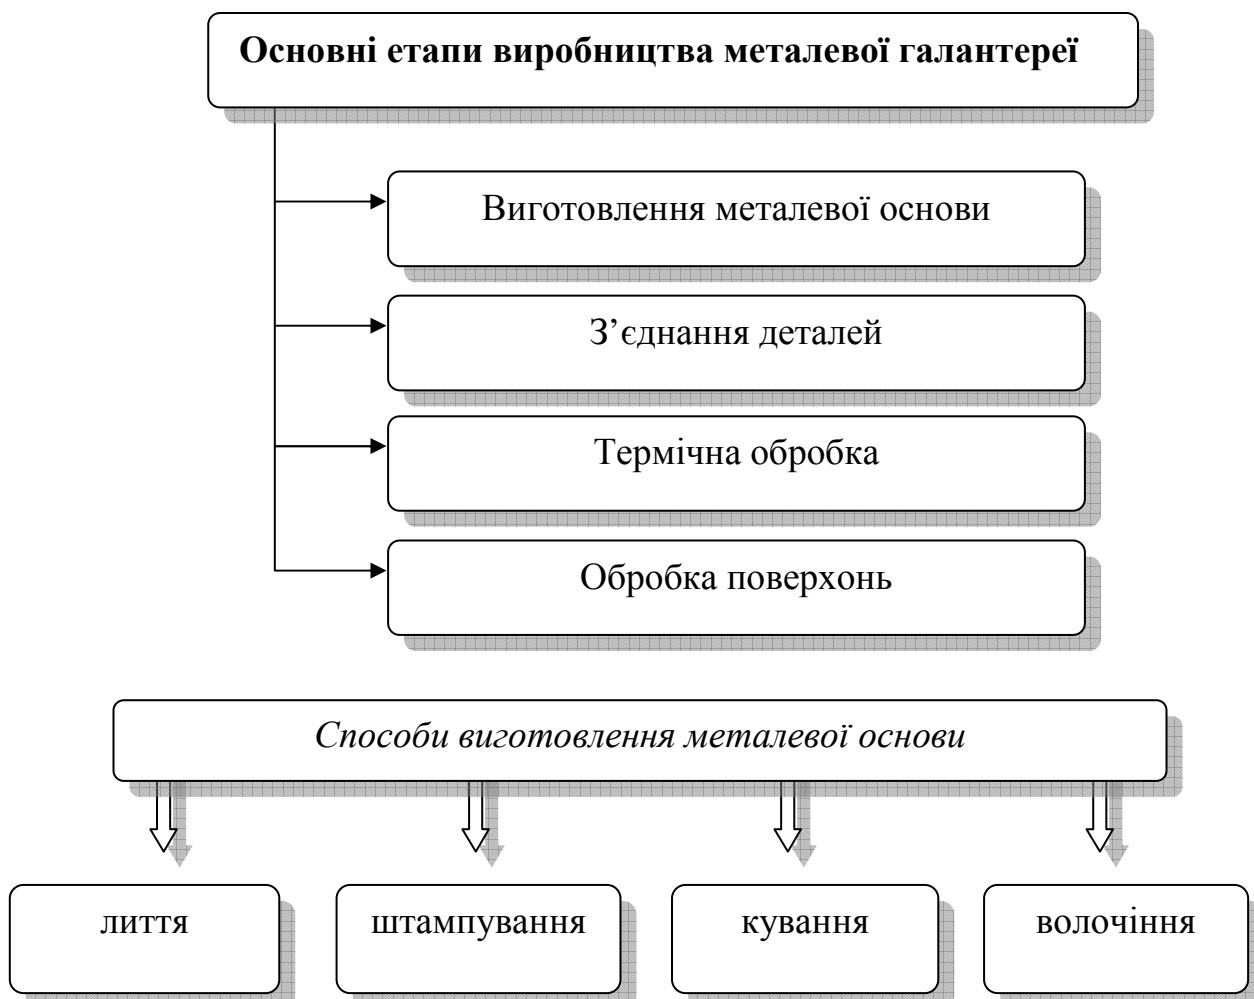 Основні етапи виробництва металевої галантереї
Виготовлення металевої основи
З’єднання деталей
Термічна обробка
Обробка поверхонь
Способи виготовлення металевої основи
лиття
штампування
кування
волочіння